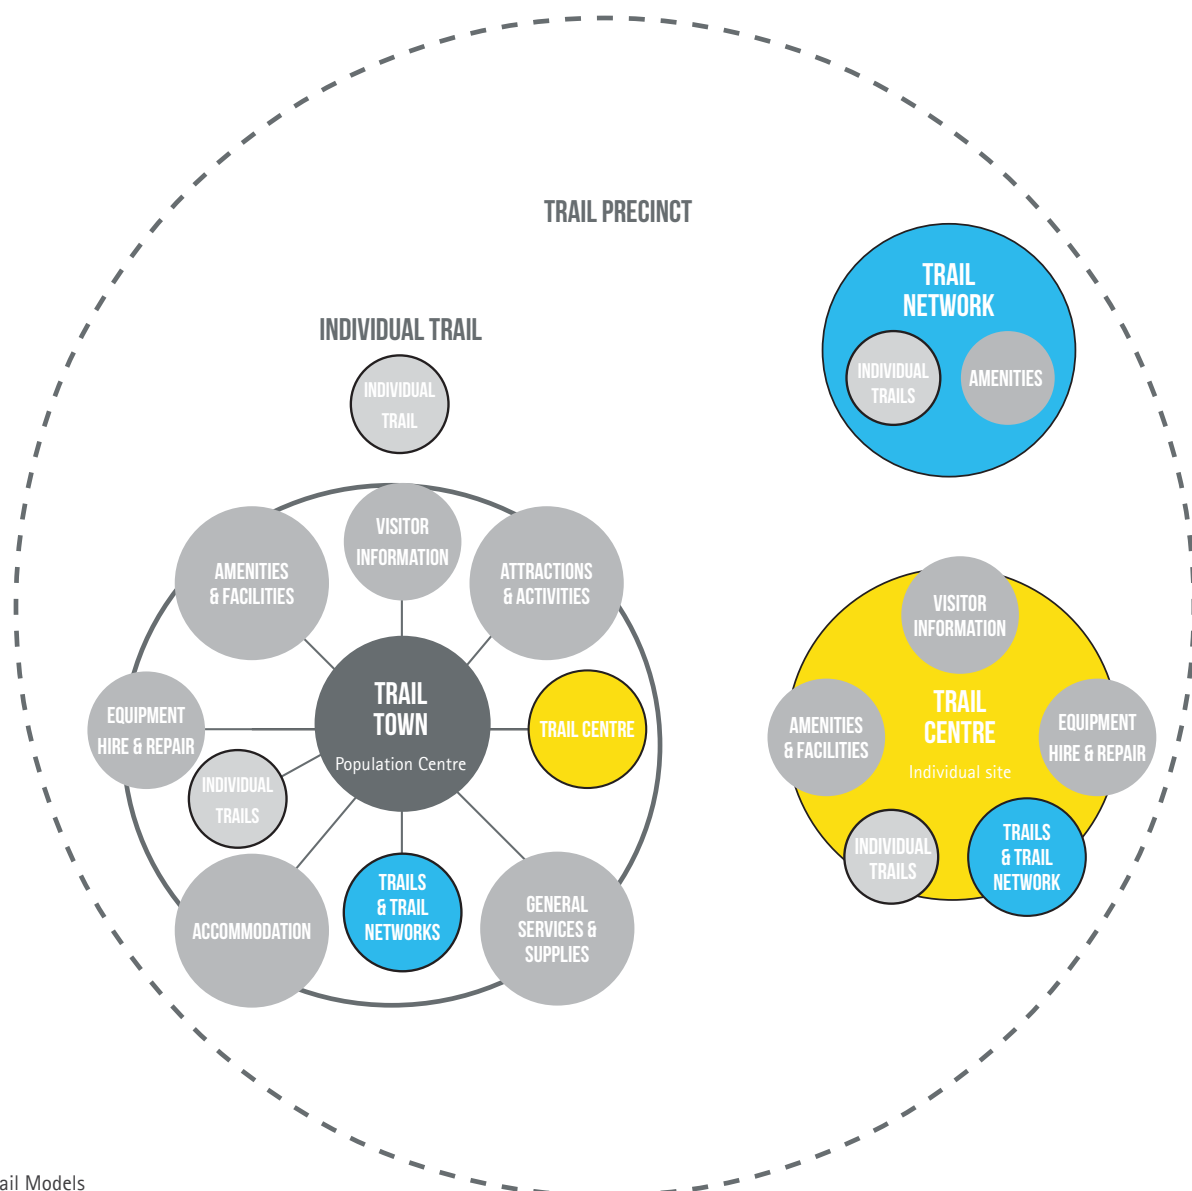 TRAIL PRECINCT
INDIVIDUAL TRAIL
INDIVIDUAL
TRAIL
TRAIL
NETWORK
INDIVIDUAL
TRAILS
AMENITIES
VISITOR
INFORMATION
AMENITIES
& FACILITIES
ATTRACTIONS
& ACTIVITIES
TRAIL
TOWN
Population Centre
EQUIPMENT
HIRE & REPAIR
TRAIL CENTRE
INDIVIDUAL
TRAILS
ACCOMMODATION
TRAILS
& TRAIL
NETWORKS
GENERAL
SERVICES &
SUPPLIES
VISITOR
INFORMATION
TRAIL
CENTRE
Individual site
AMENITIES
& FACILITIES
EQUIPMENT
HIRE & REPAIR
INDIVIDUAL
TRAILS
TRAILS
& TRAIL
NETWORK
Models